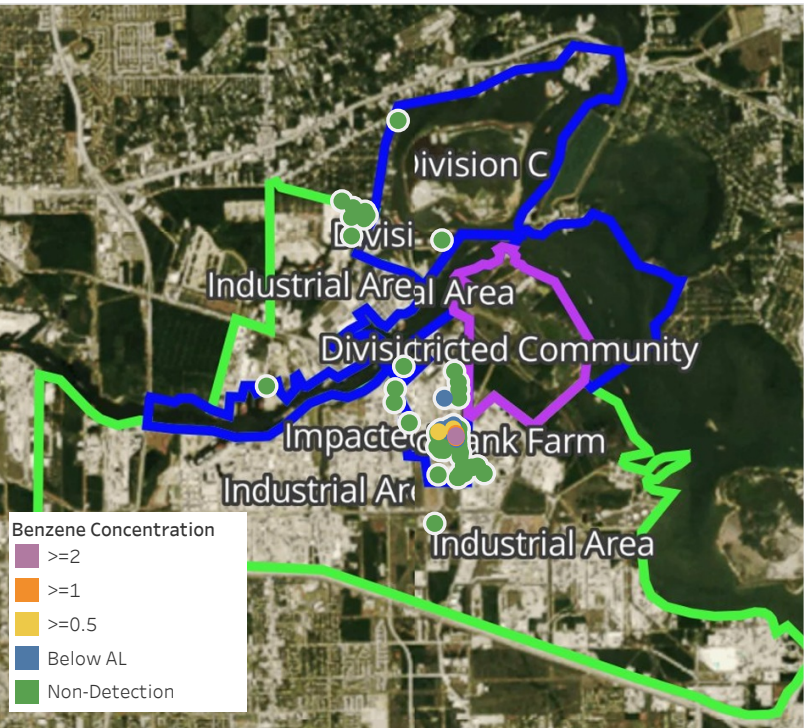 Division C
Divisi
Industrial Are
al Area
Divisi
tricted Community
Impacte
ank Farm
Industrial Are
Industrial Area
Benzene Concentration
>=2
>=1
>=0.5
Below AL
Non-Detection